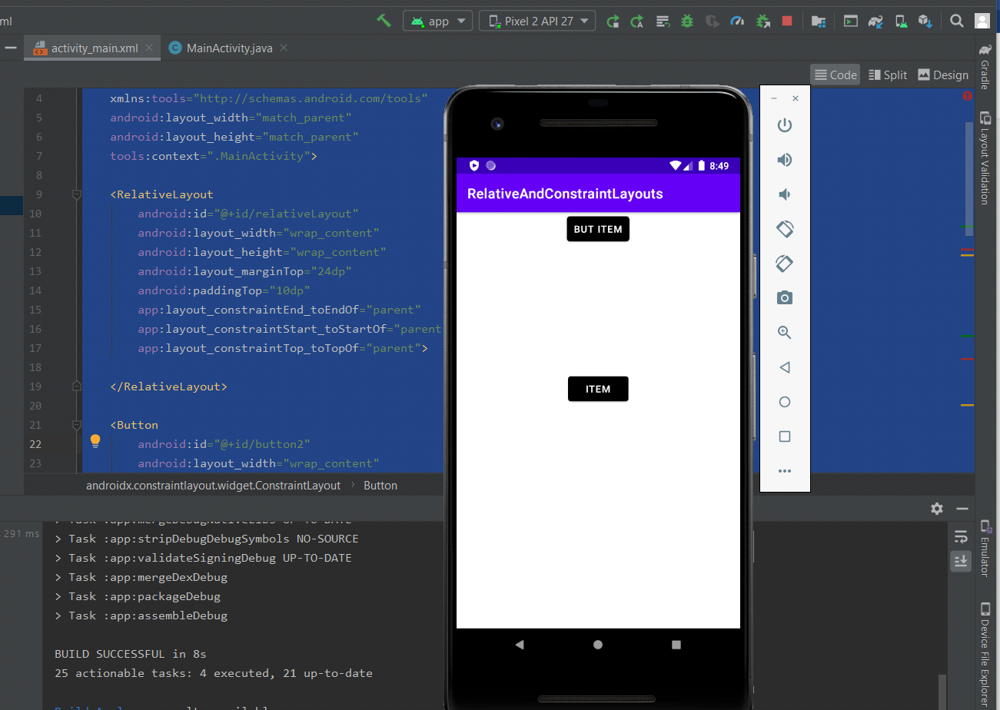 ml
app
Pixel 2 API 27
activity_main.xml
MainActivity.java
Code
Split
Design
Gradle
Layout Validation
4 xmlns:tools="http://schemas.android.com/tools"
5 android:layout_width="match_parent"
6 android:layout_height="match_parent"
7 tools:context=".MainActivity">
8
9 <RelativeLayout
10 android:id="@+id/relativeLayout"
11 android:layout_width="wrap_content"
12 android:layout_height="wrap_content"
13 android:layout_marginTop="24dp"
14 android:paddingTop="10dp"
15 app:layout_constraintEnd_toEndOf="parent"
16 app:layout_constraintStart_toStartOf="parent
17 app:layout_constraintTop_toTopOf="parent">
18
19 </RelativeLayout>
20
21 <Button
22 android:id="@+id/button2"
23 android:layout_width="wrap_content"
8:49
RelativeAndConstraintLayouts
BUT ITEM
ITEM
androidx.constraintlayout.widget.ConstraintLayout
Button
291 ms
> Task :app:mergeDebugNativeLibs UP-TO-DATE
> Task :app:stripDebugDebugSymbols NO-SOURCE
> Task :app:validateSigningDebug UP-TO-DATE
> Task :app:mergeDexDebug
> Task :app:packageDebug
> Task :app:assembleDebug
BUILD SUCCESSFUL in 8s
25 actionable tasks: 4 executed, 21 up-to-date
Emulator
Device File Explorer